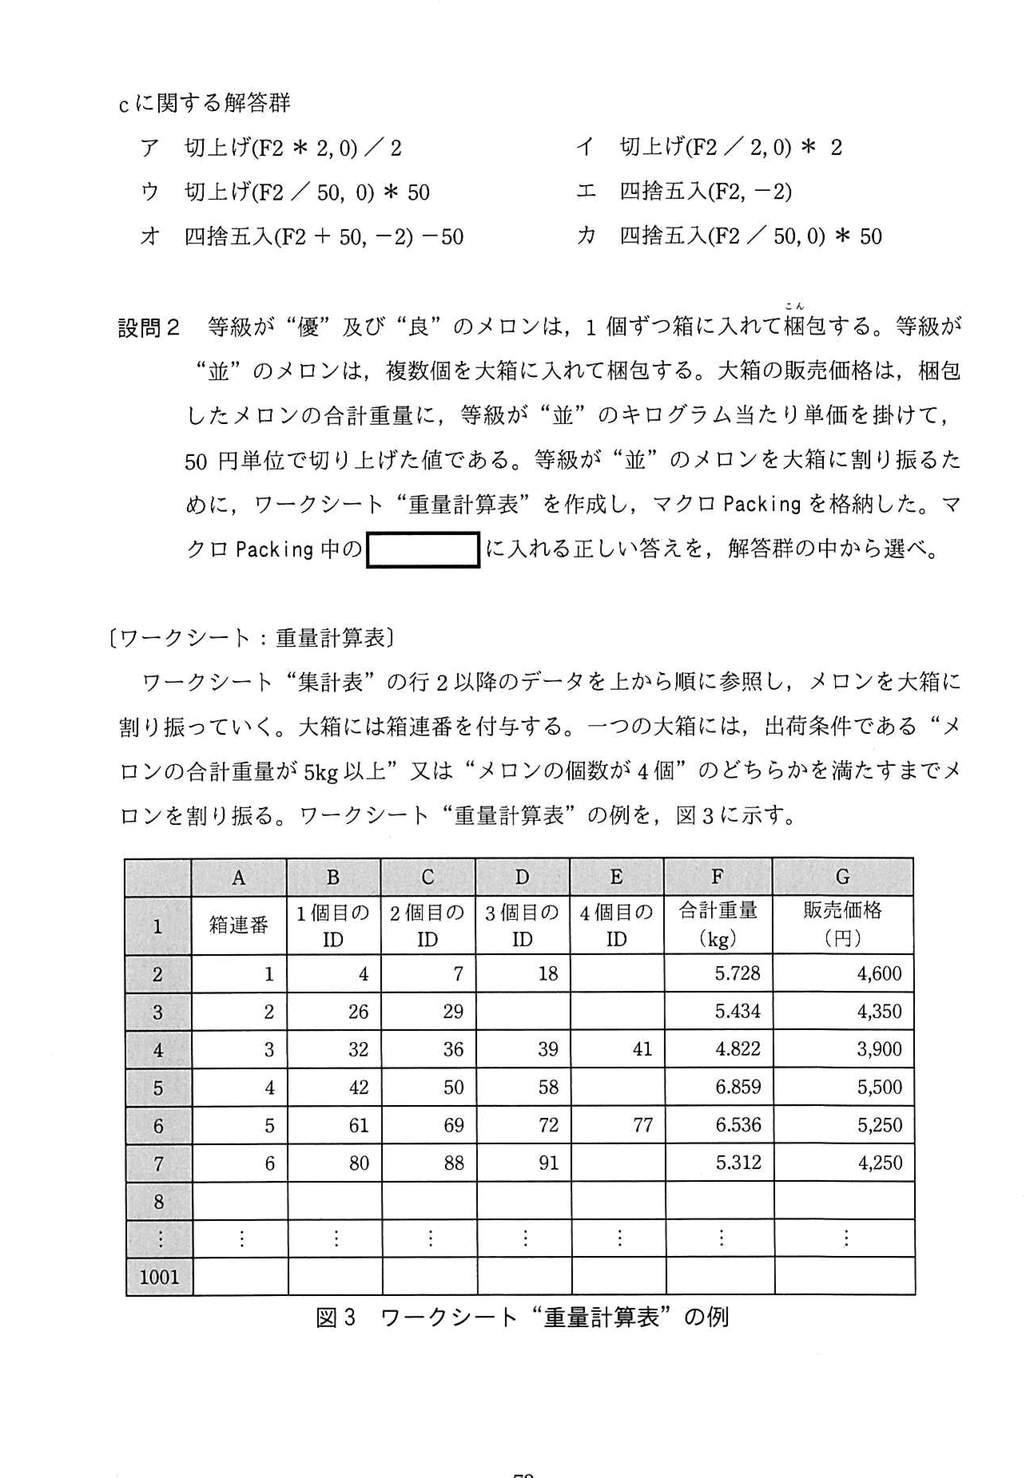 cに関する解答群
ア 切上げ(F2 * 2, 0) / 2 イ 切上げ(F2 / 2, 0) * 2
ウ 切上げ(F2 / 50, 0) * 50 エ 四捨五入(F2, −2)
オ 四捨五入(F2 + 50, −2) − 50 カ 四捨五入(F2 / 50, 0) * 50
こん
設問2 等級が“優”及び“良”のメロンは，1個ずつ箱に入れて梱包する。等級が
“並”のメロンは，複数個を大箱に入れて梱包する。大箱の販売価格は，梱包
したメロンの合計重量に，等級が“並”のキログラム当たり単価を掛けて，
50 円単位で切り上げた値である。等級が“並”のメロンを大箱に割り振るた
めに，ワークシート“重量計算表”を作成し，マクロ Packing を格納した。マ
クロ Packing 中の に入れる正しい答えを，解答群の中から選べ。
〔ワークシート：重量計算表〕
ワークシート“集計表”の行2以降のデータを上から順に参照し，メロンを大箱に
割り振っていく。大箱には箱連番を付与する。一つの大箱には，出荷条件である“メ
ロンの合計重量が 5kg 以上”又は“メロンの個数が 4 個”のどちらかを満たすまでメ
ロンを割り振る。ワークシート“重量計算表”の例を，図3に示す。
A B C D E F G
1 箱連番 1個目のID 2個目のID 3個目のID 4個目のID 合計重量（kg） 販売価格（円）
2 1 4 7 18 5.728 4,600
3 2 26 29 5.434 4,350
4 3 32 36 39 41 4.822 3,900
5 4 42 50 58 6.859 5,500
6 5 61 69 72 77 6.536 5,250
7 6 80 88 91 5.312 4,250
8
⋮ ⋮ ⋮ ⋮ ⋮ ⋮ ⋮ ⋮
1001
図3 ワークシート“重量計算表”の例